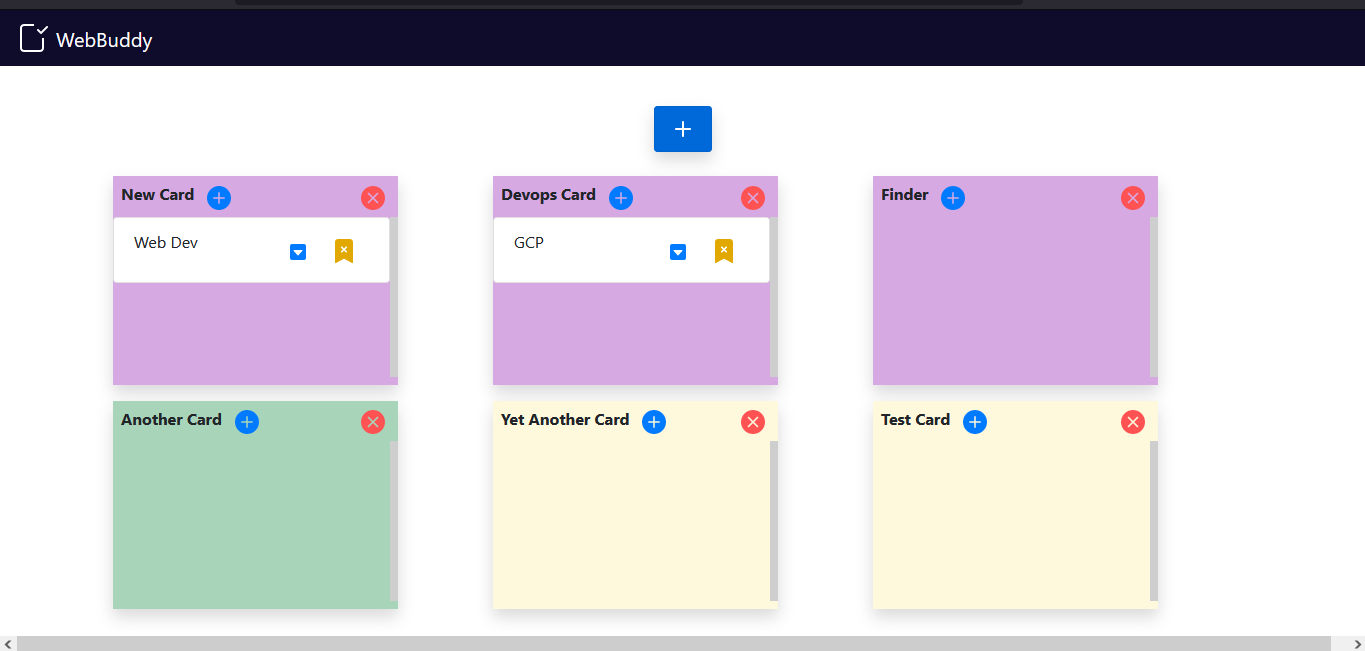 WebBuddy
New Card
Devops Card
Finder
Web Dev
GCP
Another Card
Yet Another Card
Test Card